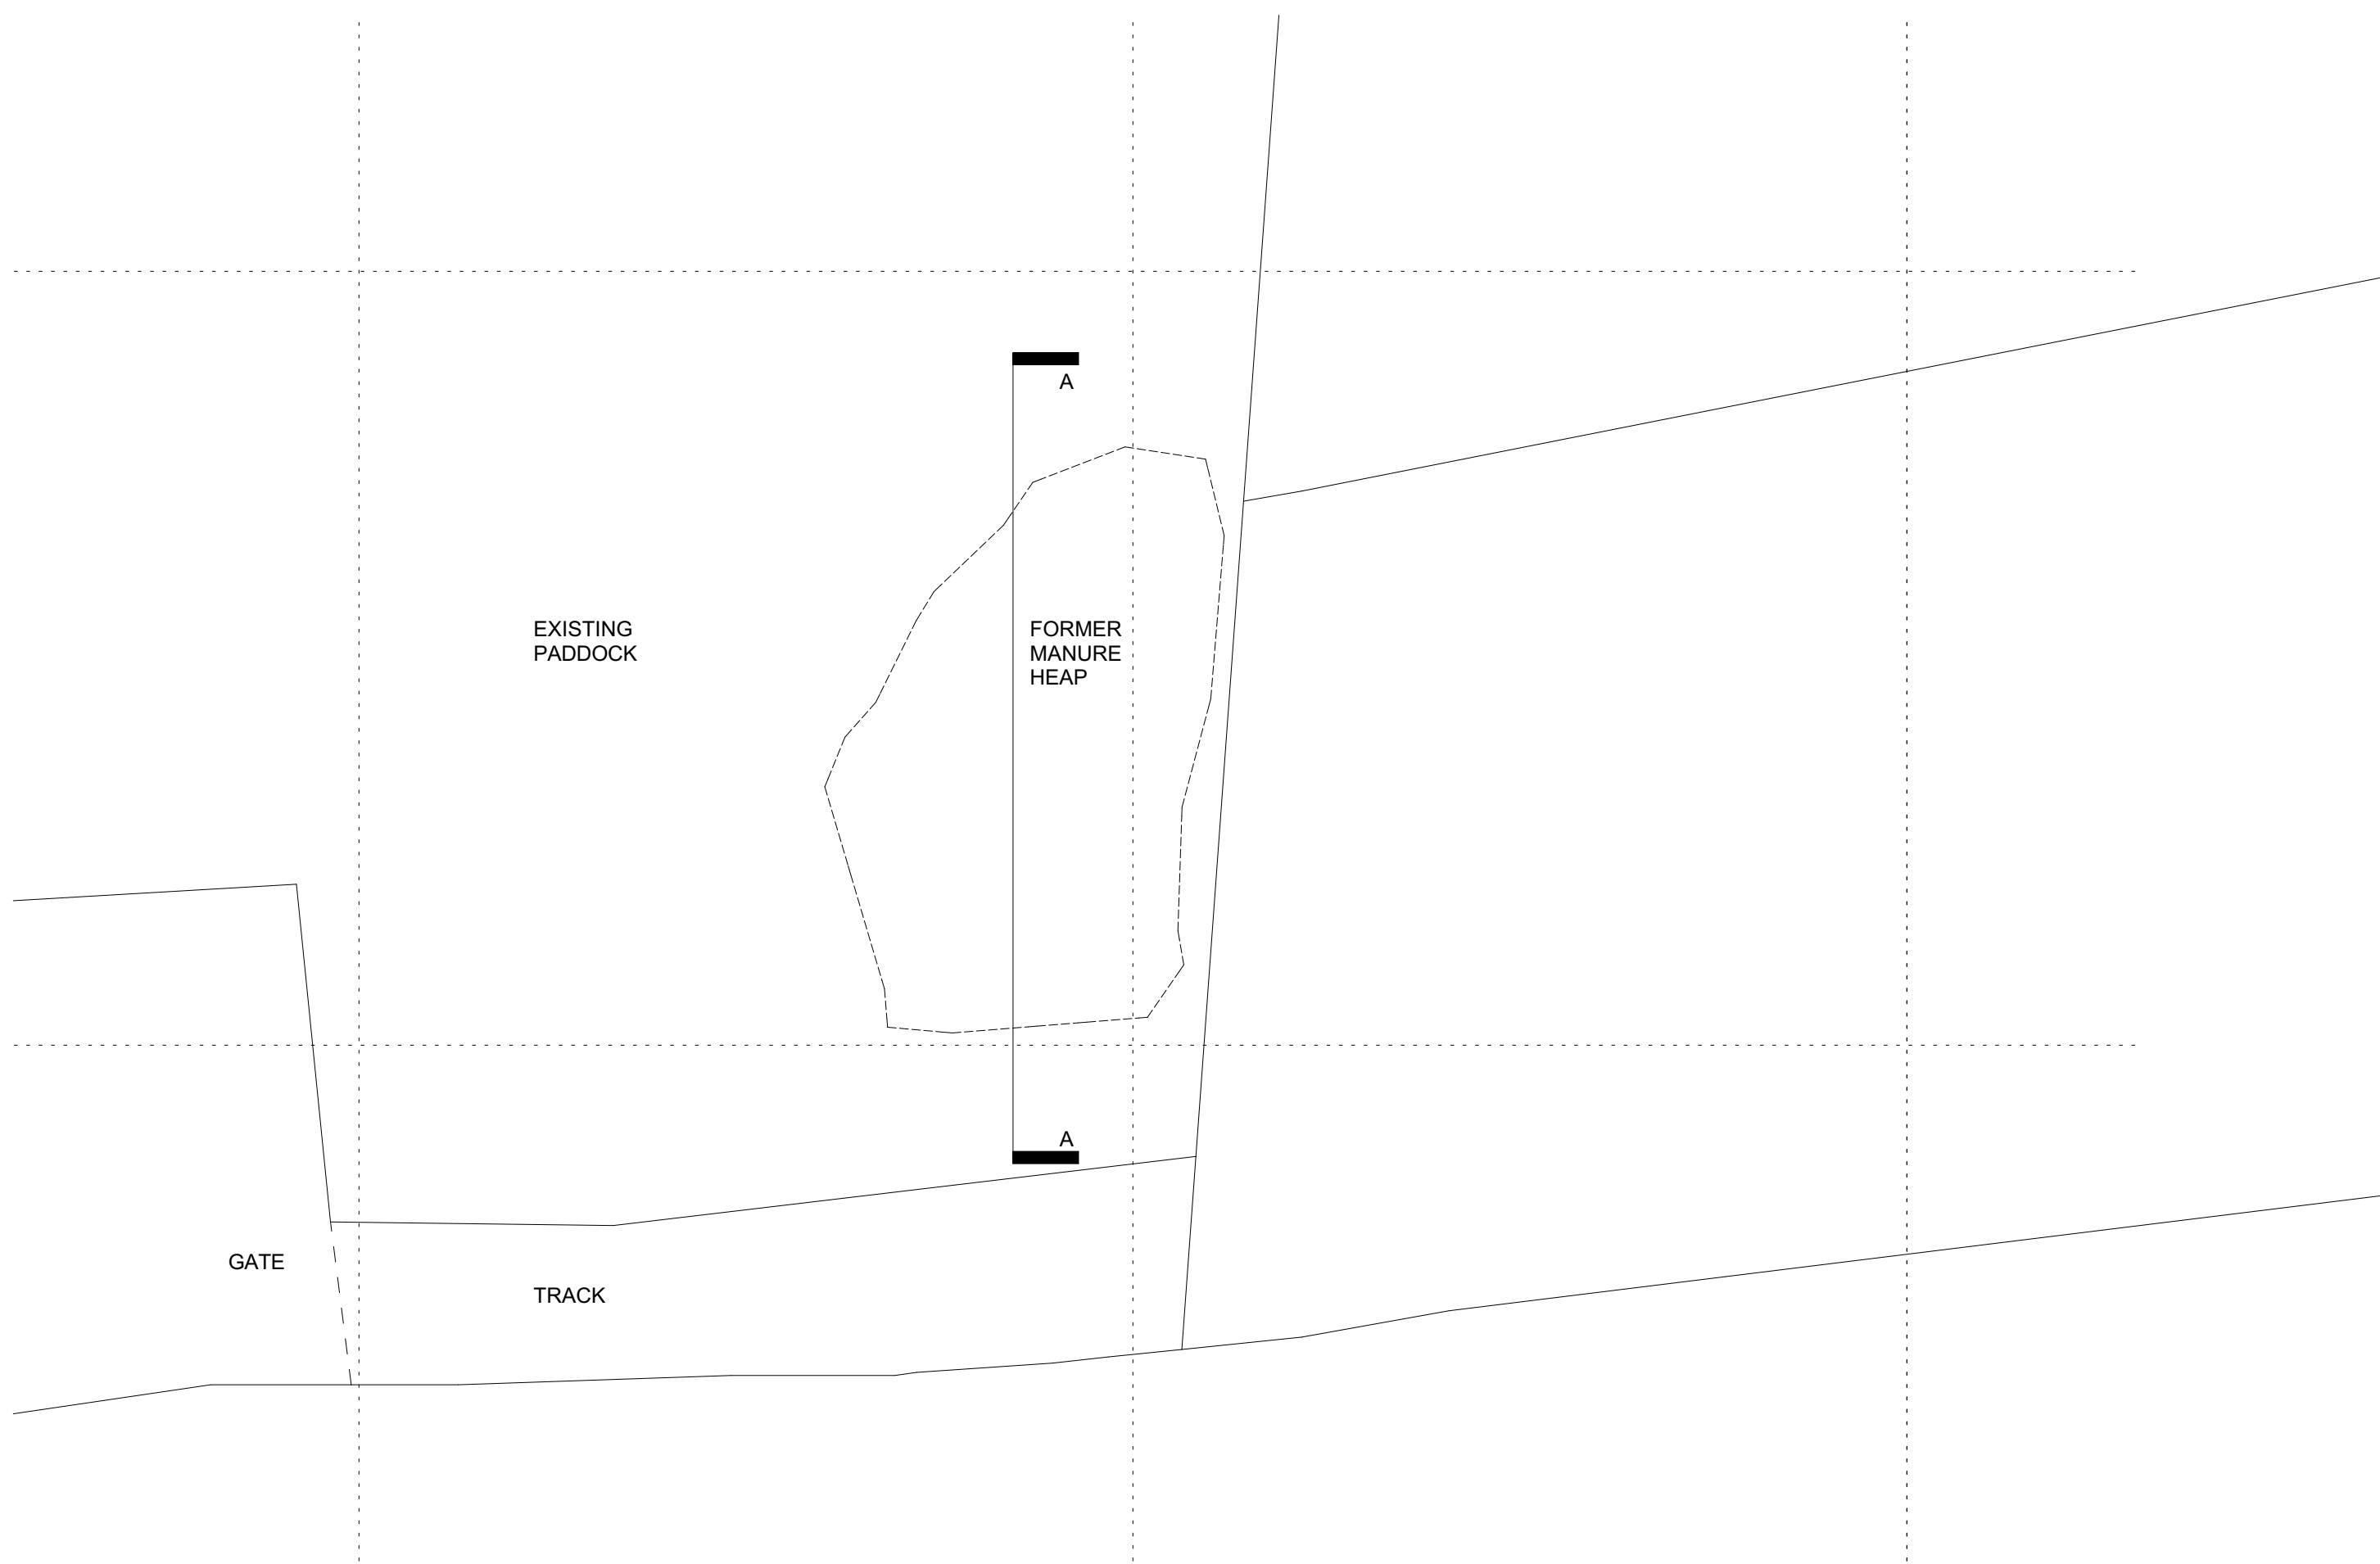 A
EXISTING
PADDOCK
FORMER
MANURE
HEAP
A
GATE
TRACK